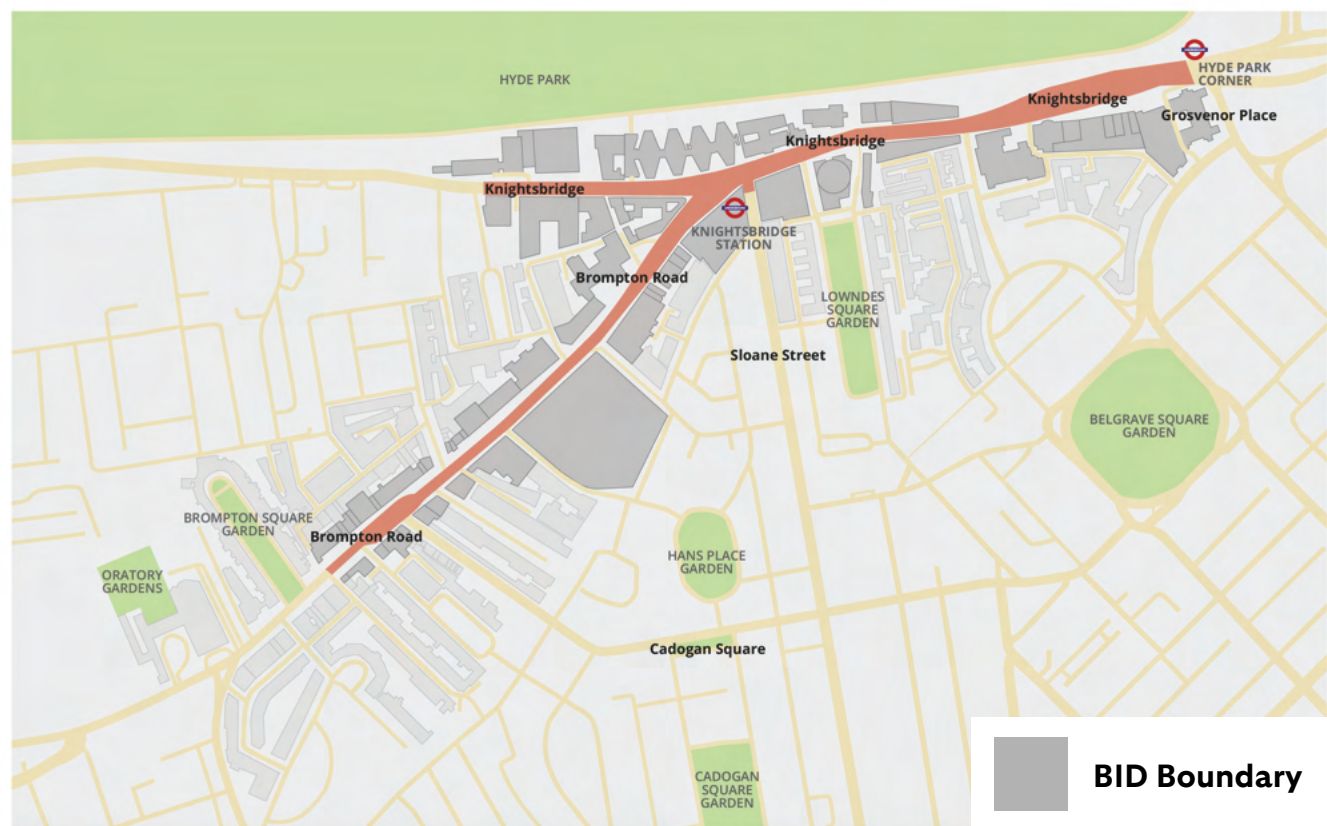 HYDE PARK
HYDE PARK
CORNER
Knightsbridge
Grosvenor Place
Knightsbridge
Knightsbridge
KNIGHTSBRIDGE
STATION
Brompton Road
LOWNDES
SQUARE
GARDEN
Sloane Street
BELGRAVE SQUARE
GARDEN
BROMPTON SQUARE
GARDEN
Brompton Road
HANS PLACE
GARDEN
ORATORY
GARDENS
Cadogan Square
CADOGAN
SQUARE
GARDEN
BID Boundary